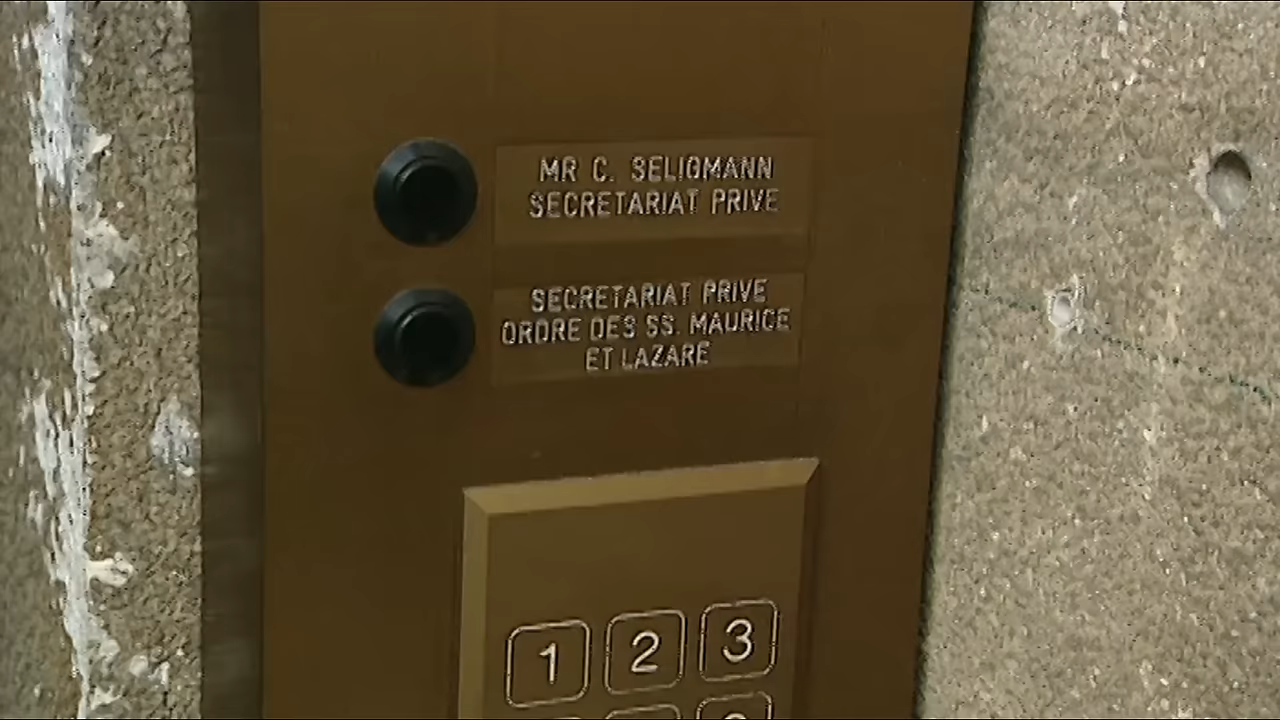 MR C. SELIGMANN
SECRETARIAT PRIVE
SECRETARIAT PRIVE
ORDRE DES SS. MAURICE
ET LAZARE
1 2 3